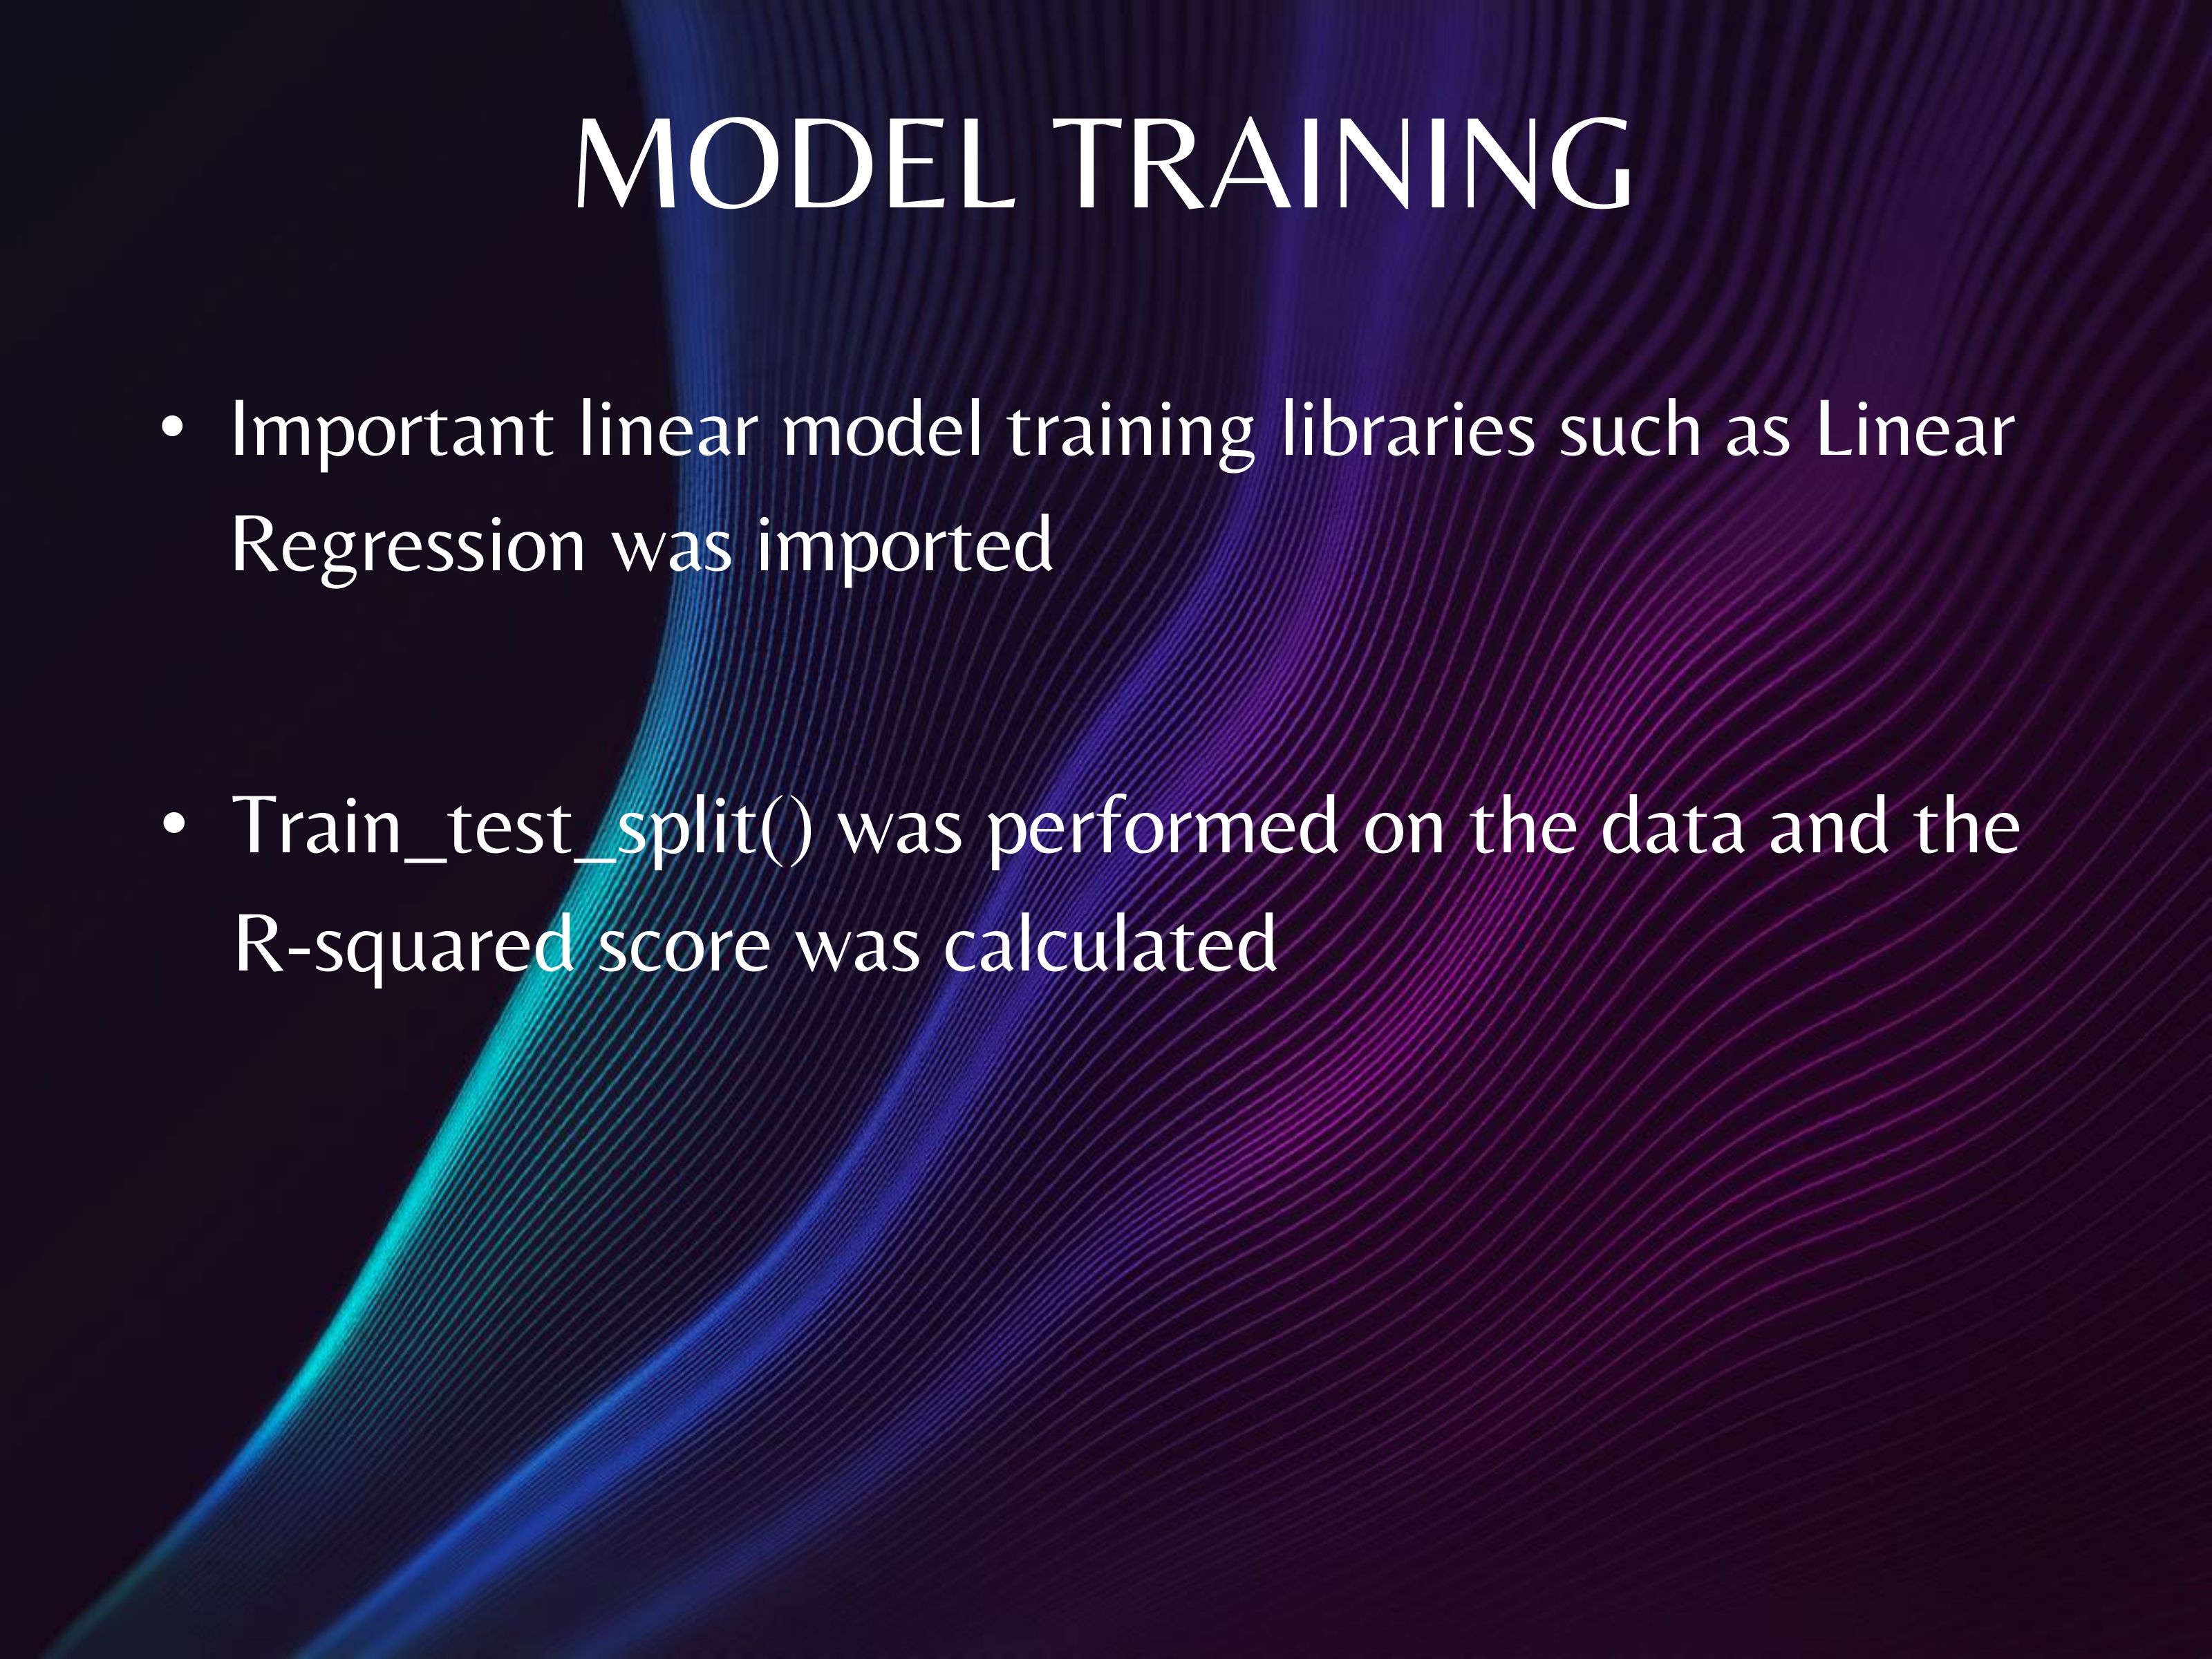 MODEL TRAINING
• Important linear model training libraries such as Linear
Regression was imported
• Train_test_split() was performed on the data and the
R-squared score was calculated